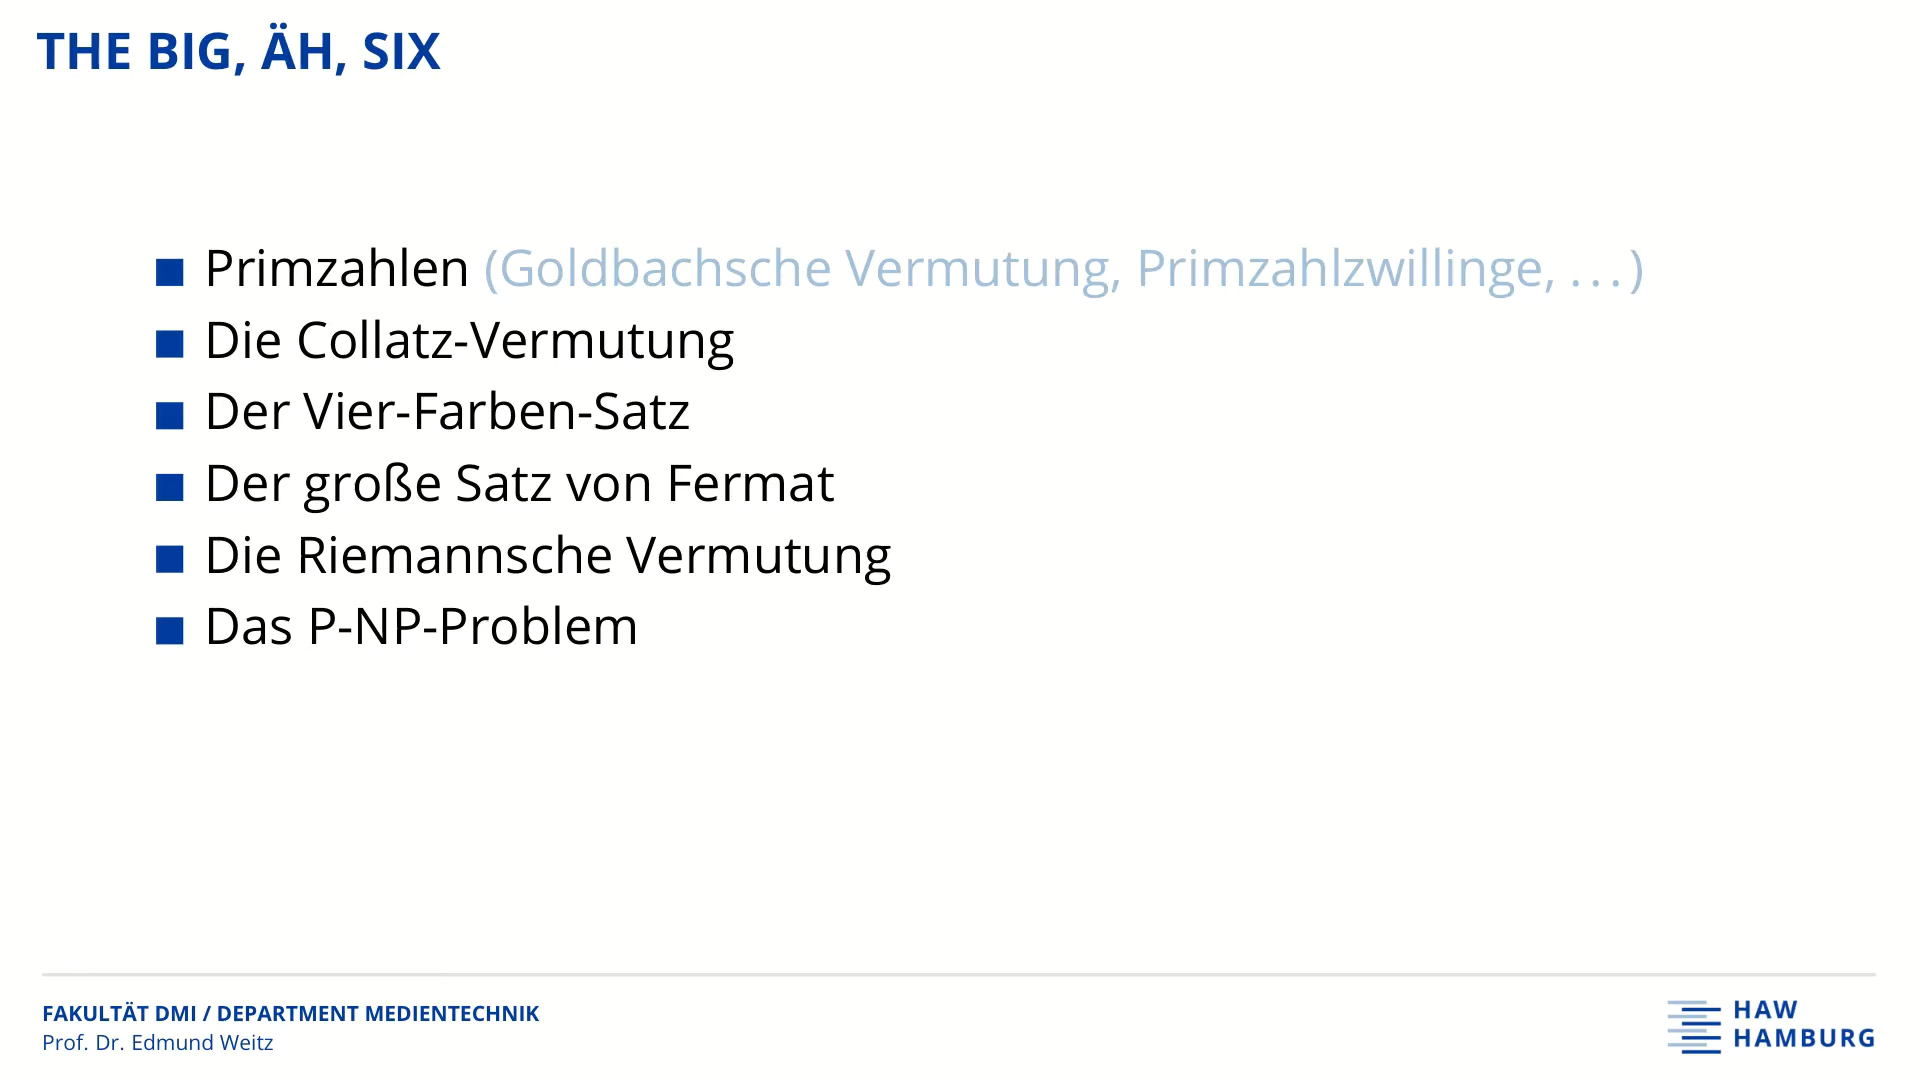 THE BIG, ÄH, SIX
Primzahlen (Goldbachsche Vermutung, Primzahlzwillinge, ...)
Die Collatz-Vermutung
Der Vier-Farben-Satz
Der große Satz von Fermat
Die Riemannsche Vermutung
Das P-NP-Problem
FAKULTÄT DMI / DEPARTMENT MEDIENTECHNIK
Prof. Dr. Edmund Weitz
HAW
HAMBURG